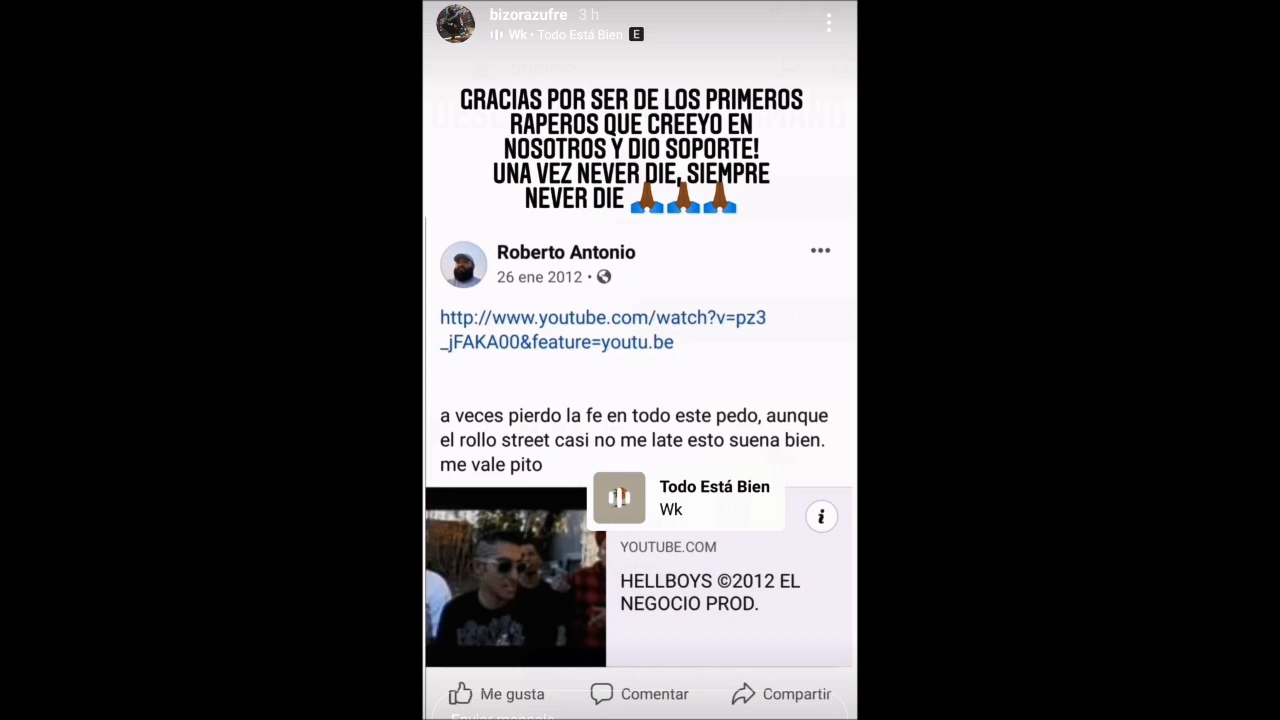 bizorazufre 3 h
Wk • Todo Está Bien E
GRACIAS POR SER DE LOS PRIMEROS
RAPEROS QUE CREEYO EN
NOSOTROS Y DIO SOPORTE!
UNA VEZ NEVER DIE, SIEMPRE
NEVER DIE 🙏🏾🙏🏾🙏🏾
Roberto Antonio
26 ene 2012 •
http://www.youtube.com/watch?v=pz3
_jFAKA00&feature=youtu.be
a veces pierdo la fe en todo este pedo, aunque
el rollo street casi no me late esto suena bien.
me vale pito
Todo Está Bien
Wk
YOUTUBE.COM
HELLBOYS ©2012 EL
NEGOCIO PROD.
Me gusta Comentar Compartir
Enviar mensaje